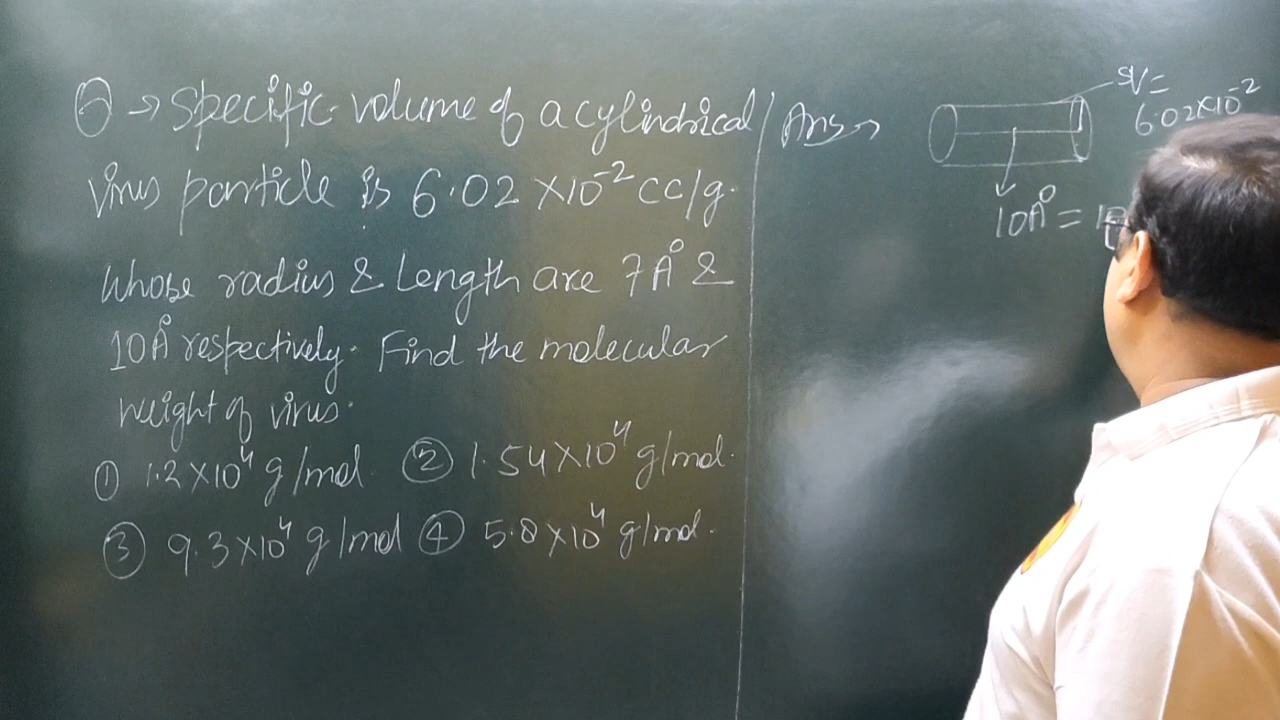 6 → Specific volume of a cylindrical
virus particle is 6.02 × 10⁻² cc/g.
whose radius & Length are 7Å &
10Å respectively. Find the molecular
weight of virus.
① 1.2×10⁴ g/mol ② 1.54×10⁴ g/mol.
③ 9.3×10⁴ g/mol ④ 5.8×10⁴ g/mol.
Ans →
SV =
6.02×10⁻²
10Å =